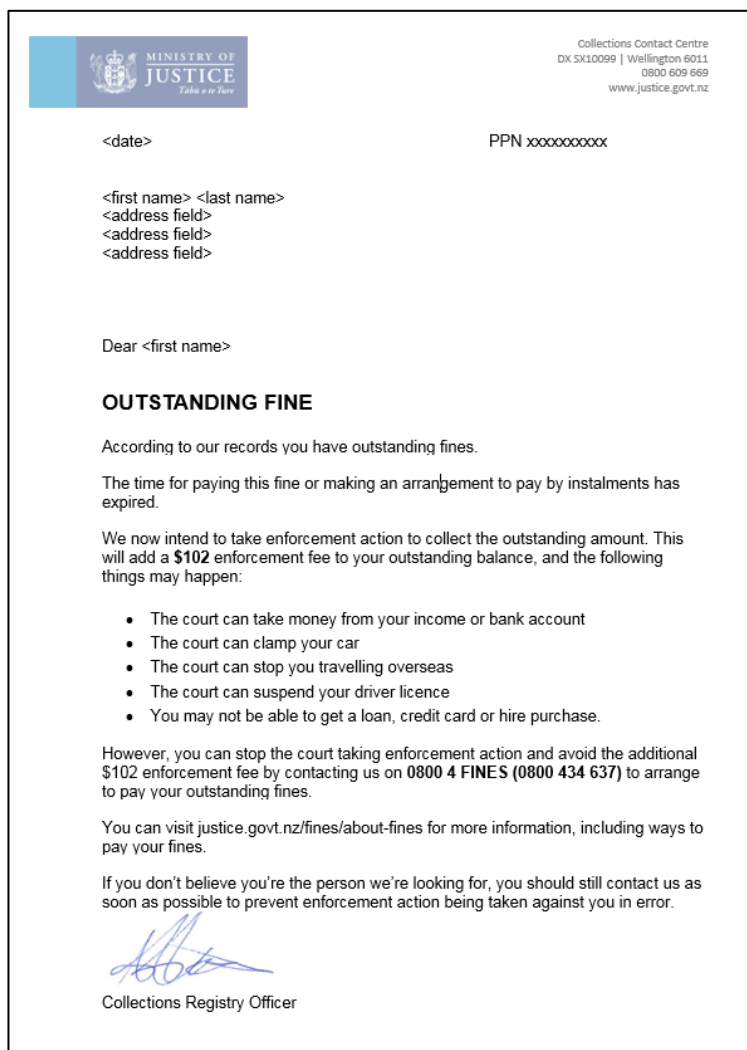 MINISTRY OF
JUSTICE
Tāhū o te Ture
Collections Contact Centre
DX SX10099 | Wellington 6011
0800 609 669
www.justice.govt.nz
<date>
PPN xxxxxxxxxx
<first name> <last name>
<address field>
<address field>
<address field>
Dear <first name>
OUTSTANDING FINE
According to our records you have outstanding fines.
The time for paying this fine or making an arrangement to pay by instalments has
expired.
We now intend to take enforcement action to collect the outstanding amount. This
will add a $102 enforcement fee to your outstanding balance, and the following
things may happen:
• The court can take money from your income or bank account
• The court can clamp your car
• The court can stop you travelling overseas
• The court can suspend your driver licence
• You may not be able to get a loan, credit card or hire purchase.
However, you can stop the court taking enforcement action and avoid the additional
$102 enforcement fee by contacting us on 0800 4 FINES (0800 434 637) to arrange
to pay your outstanding fines.
You can visit justice.govt.nz/fines/about-fines for more information, including ways to
pay your fines.
If you don’t believe you’re the person we’re looking for, you should still contact us as
soon as possible to prevent enforcement action being taken against you in error.
Collections Registry Officer